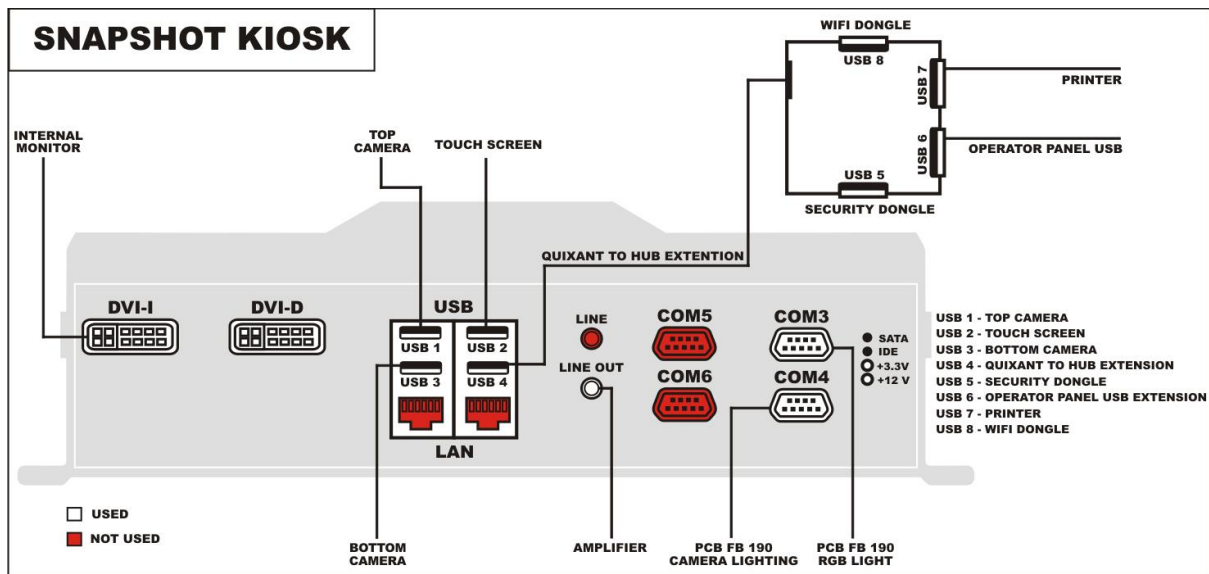 SNAPSHOT KIOSK
WIFI DONGLE
USB 8
USB 7
PRINTER
USB 6
OPERATOR PANEL USB
USB 5
SECURITY DONGLE
INTERNAL
MONITOR
TOP
CAMERA
TOUCH SCREEN
QUIXANT TO HUB EXTENTION
DVI-I
DVI-D
USB
USB 1
USB 2
USB 3
USB 4
LAN
LINE
LINE OUT
COM5
COM3
COM6
COM4
SATA
IDE
+3.3V
+12 V
USB 1 - TOP CAMERA
USB 2 - TOUCH SCREEN
USB 3 - BOTTOM CAMERA
USB 4 - QUIXANT TO HUB EXTENSION
USB 5 - SECURITY DONGLE
USB 6 - OPERATOR PANEL USB EXTENSION
USB 7 - PRINTER
USB 8 - WIFI DONGLE
USED
NOT USED
BOTTOM
CAMERA
AMPLIFIER
PCB FB 190
CAMERA LIGHTING
PCB FB 190
RGB LIGHT